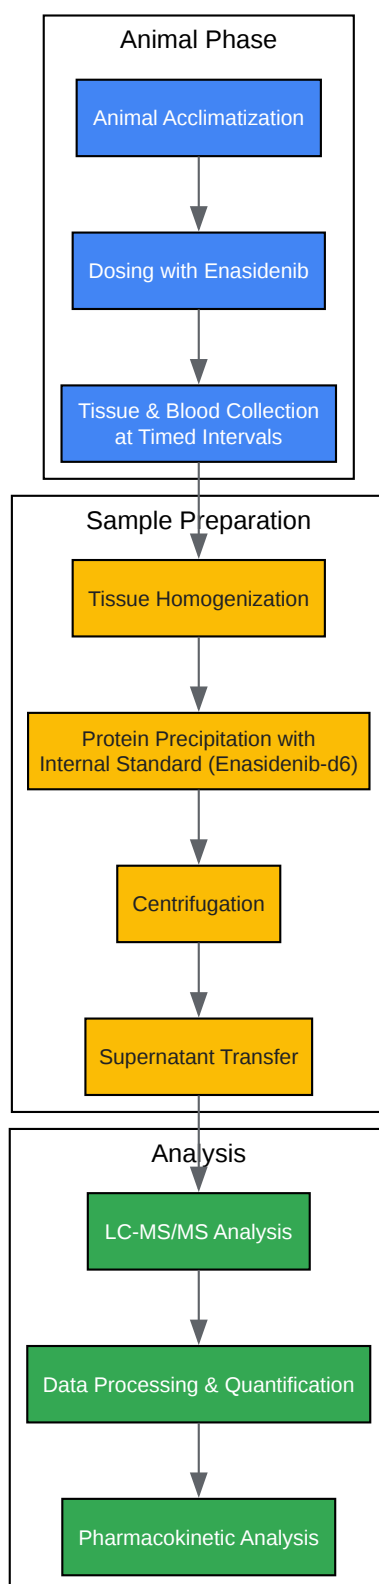 Animal Phase
Animal Acclimatization
Dosing with Enasidenib
Tissue & Blood Collection
at Timed Intervals
Sample Preparation
Tissue Homogenization
Protein Precipitation with
Internal Standard (Enasidenib-d6)
Centrifugation
Supernatant Transfer
Analysis
LC-MS/MS Analysis
Data Processing & Quantification
Pharmacokinetic Analysis